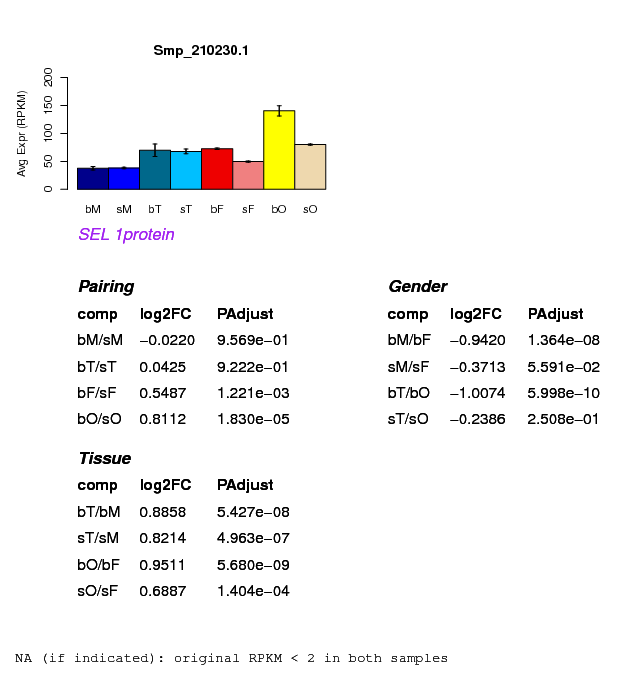 Smp_210230.1
Avg Expr (RPKM)
200
150
100
50
0
bM sM bT sT bF sF bO sO
SEL 1protein
Pairing
comp log2FC PAdjust
bM/sM −0.0220 9.569e−01
bT/sT 0.0425 9.222e−01
bF/sF 0.5487 1.221e−03
bO/sO 0.8112 1.830e−05
Gender
comp log2FC PAdjust
bM/bF −0.9420 1.364e−08
sM/sF −0.3713 5.591e−02
bT/bO −1.0074 5.998e−10
sT/sO −0.2386 2.508e−01
Tissue
comp log2FC PAdjust
bT/bM 0.8858 5.427e−08
sT/sM 0.8214 4.963e−07
bO/bF 0.9511 5.680e−09
sO/sF 0.6887 1.404e−04
NA (if indicated): original RPKM < 2 in both samples